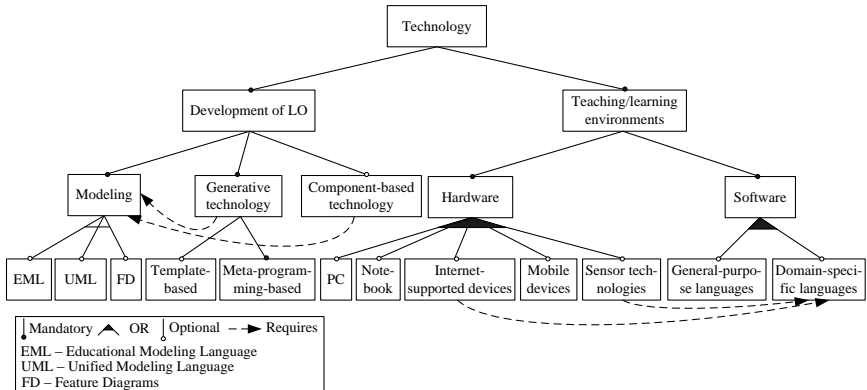 Technology
Development of LO
Teaching/learning
environments
Modeling
Generative
technology
Component-based
technology
Hardware
Software
EML
UML
FD
Template-
based
Meta-program-
ming-based
PC
Note-
book
Internet-
supported devices
Mobile
devices
Sensor tech-
nologies
General-purpo-
se languages
Domain-speci-
fic languages
Mandatory OR Optional Requires
EML – Educational Modeling Language
UML – Unified Modeling Language
FD – Feature Diagrams